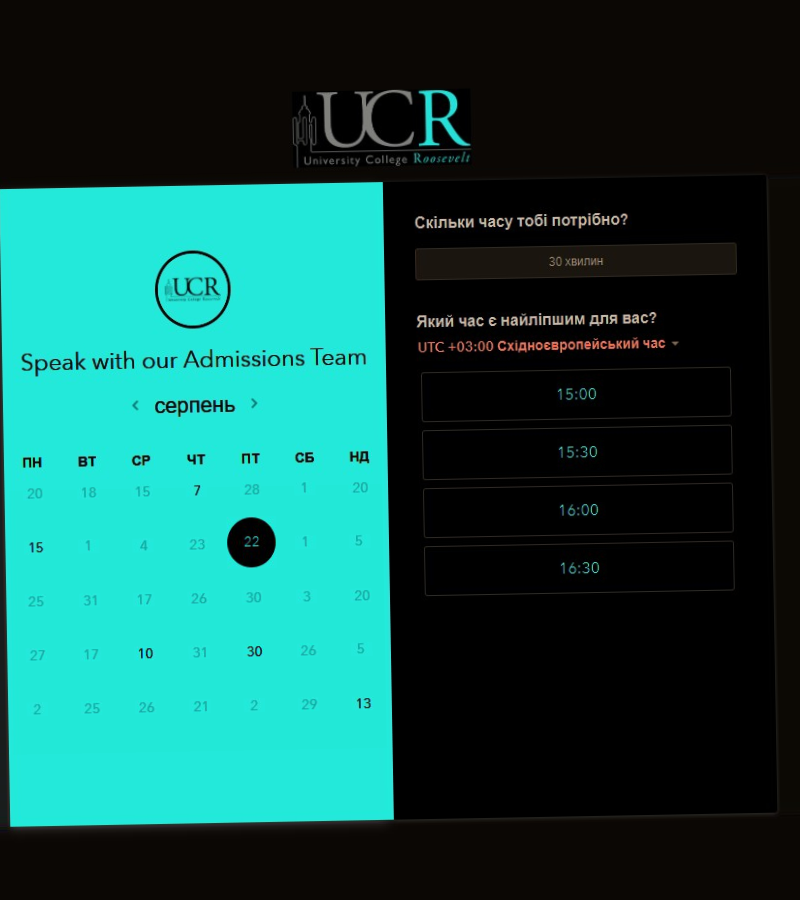 UCR
University College Roosevelt
UCR
Speak with our Admissions Team
серпень
ПН ВТ СР ЧТ ПТ СБ НД
20 18 15 7 28 1 20
15 1 4 23 22 1 5
25 31 17 26 30 3 20
27 17 10 31 30 26 5
2 25 26 21 2 29 13
Скільки часу тобі потрібно?
30 хвилин
Який час є найліпшим для вас?
UTC +03:00 Східноєвропейський час
15:00
15:30
16:00
16:30